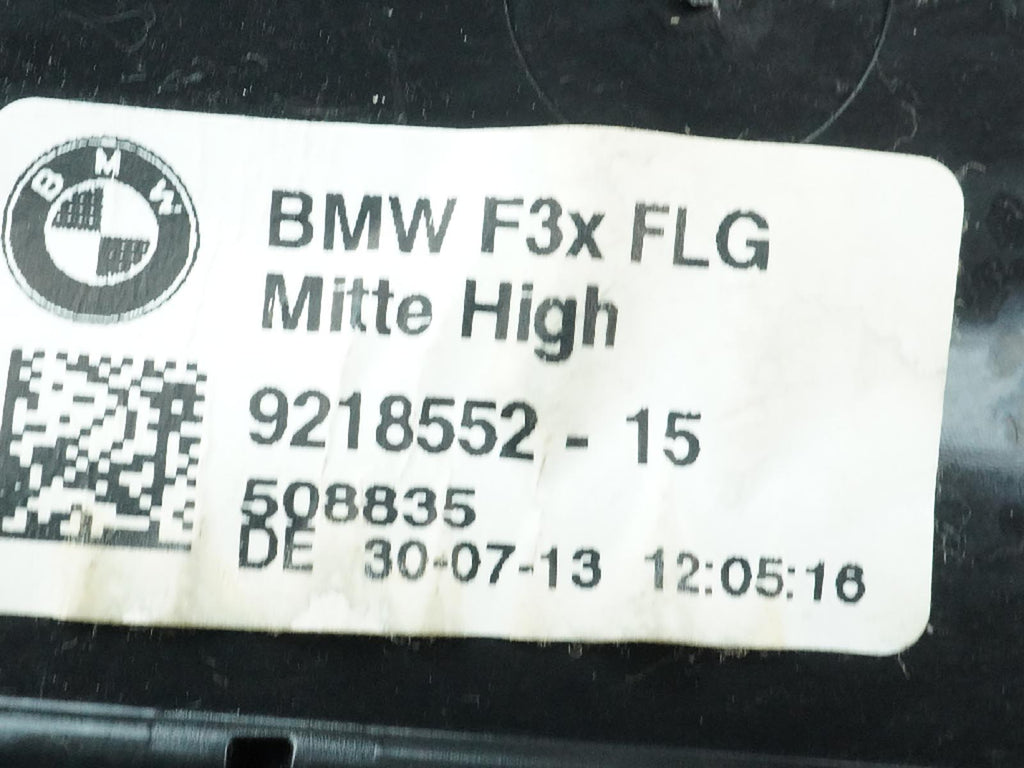 BMW
BMW F3x FLG
Mitte High
9218552 - 15
508835
DE 30-07-13 12:05:16